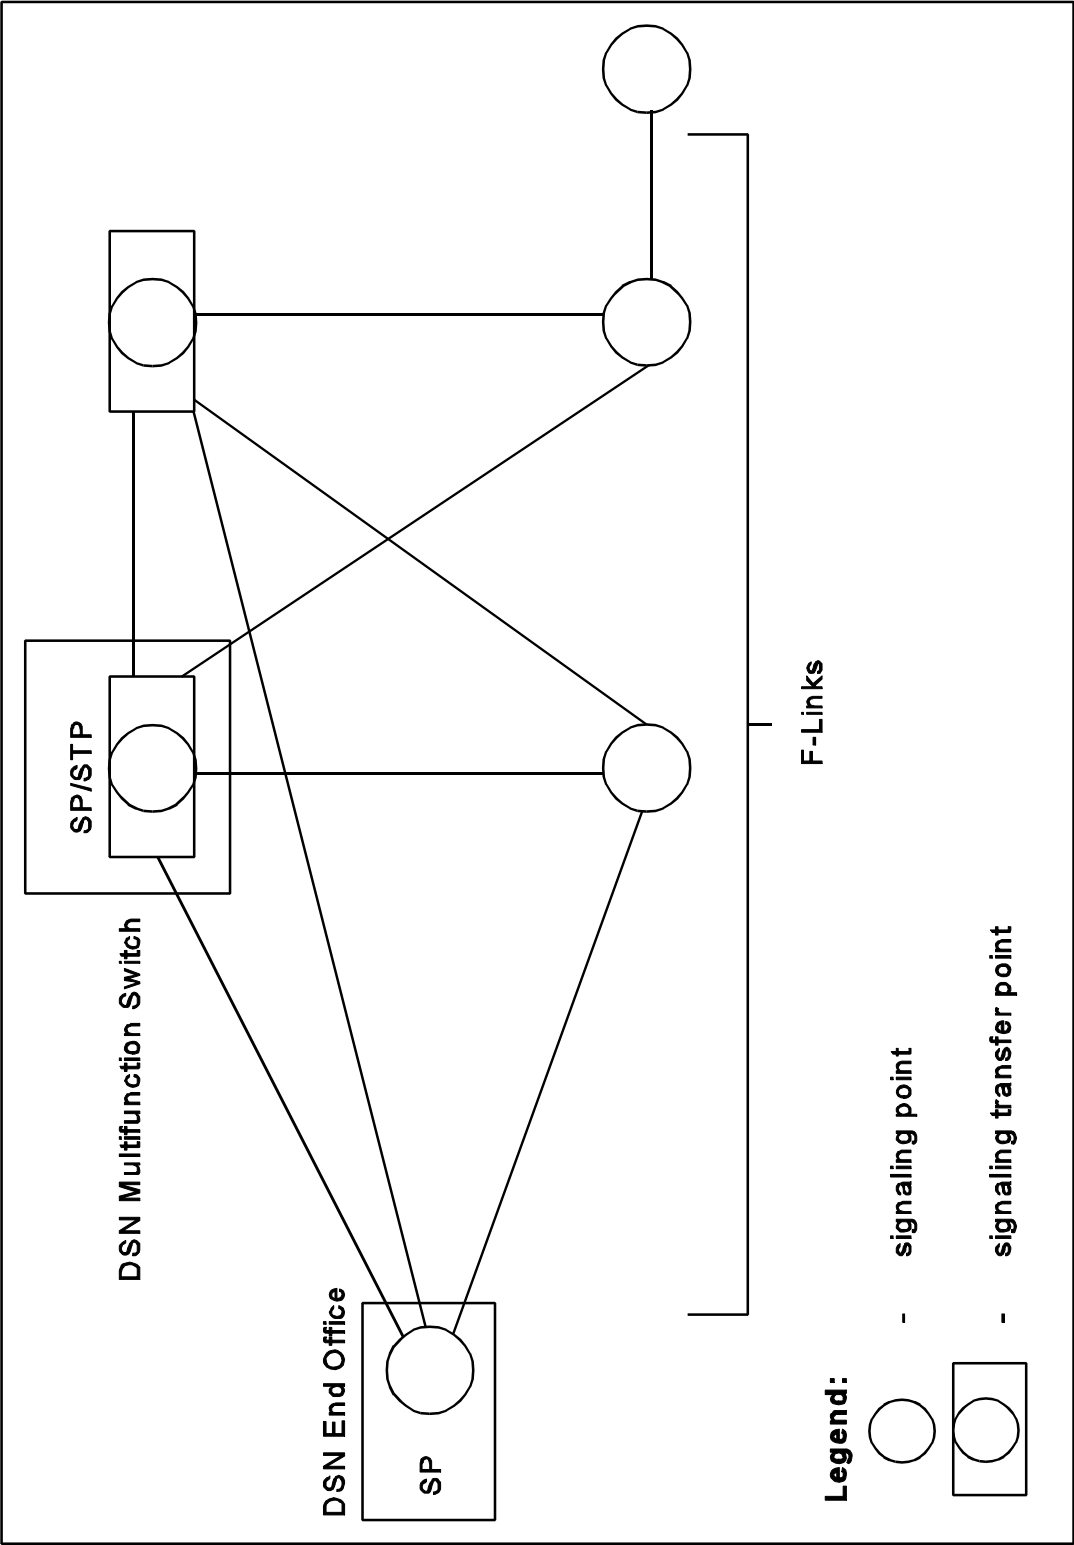 SP/STP
DSN Multifunction Switch
DSN End Office
SP
F-Links
Legend:
- signaling point
- signaling transfer point